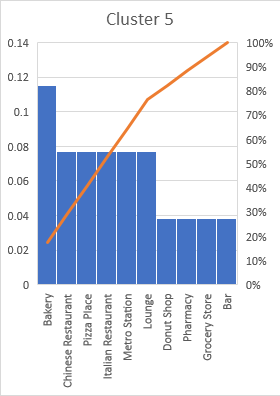 Cluster 5
0.14
0.12
0.1
0.08
0.06
0.04
0.02
0
100%
90%
80%
70%
60%
50%
40%
30%
20%
10%
0%
Bakery
Chinese Restaurant
Pizza Place
Italian Restaurant
Metro Station
Lounge
Donut Shop
Pharmacy
Grocery Store
Bar